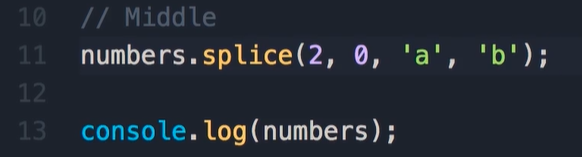 10 // Middle
11 numbers.splice(2, 0, 'a', 'b');
12
13 console.log(numbers);